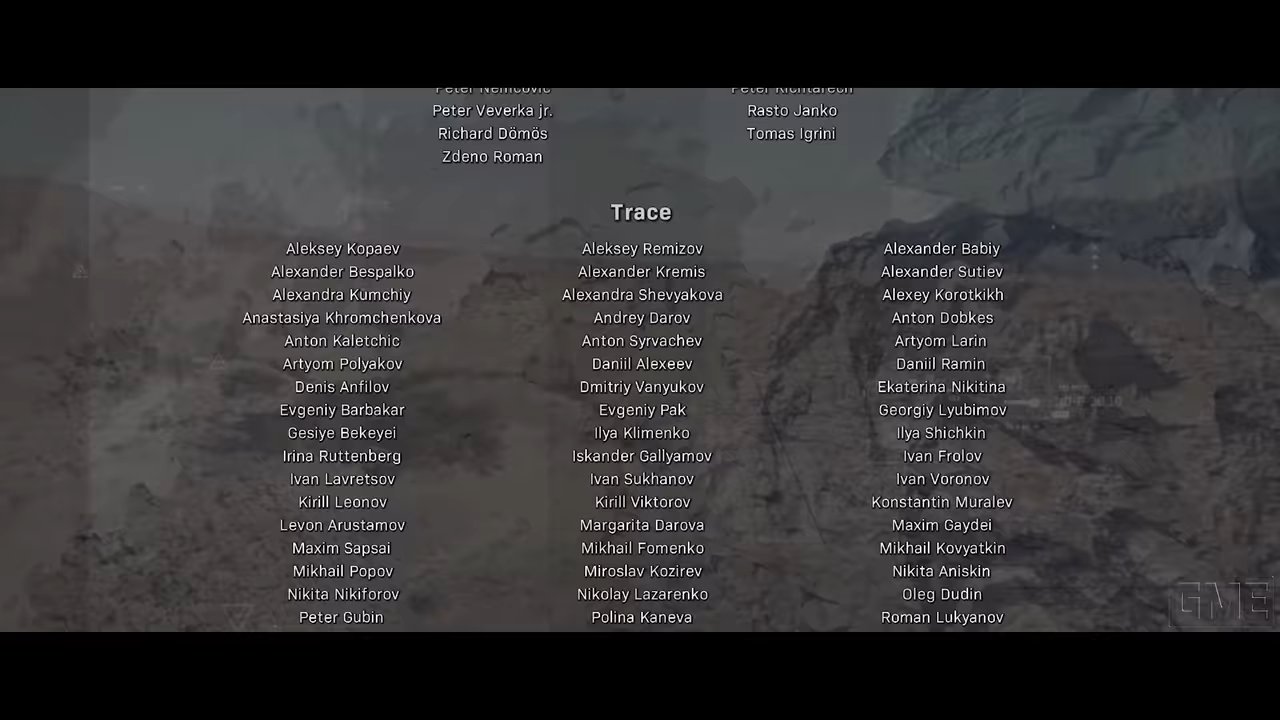 Peter Nemcovic Peter Richtarech
Peter Veverka jr. Rasto Janko
Richard Dömös Tomas Igrini
Zdeno Roman
Trace
Aleksey Kopaev Aleksey Remizov Alexander Babiy
Alexander Bespalko Alexander Kremis Alexander Sutiev
Alexandra Kumchiy Alexandra Shevyakova Alexey Korotkikh
Anastasiya Khromchenkova Andrey Darov Anton Dobkes
Anton Kaletchic Anton Syrvachev Artyom Larin
Artyom Polyakov Daniil Alexeev Daniil Ramin
Denis Anfilov Dmitriy Vanyukov Ekaterina Nikitina
Evgeniy Barbakar Evgeniy Pak Georgiy Lyubimov
Gesiye Bekeyei Ilya Klimenko Ilya Shichkin
Irina Ruttenberg Iskander Gallyamov Ivan Frolov
Ivan Lavretsov Ivan Sukhanov Ivan Voronov
Kirill Leonov Kirill Viktorov Konstantin Muralev
Levon Arustamov Margarita Darova Maxim Gaydei
Maxim Sapsai Mikhail Fomenko Mikhail Kovyatkin
Mikhail Popov Miroslav Kozirev Nikita Aniskin
Nikita Nikiforov Nikolay Lazarenko Oleg Dudin
Peter Gubin Polina Kaneva Roman Lukyanov
GME